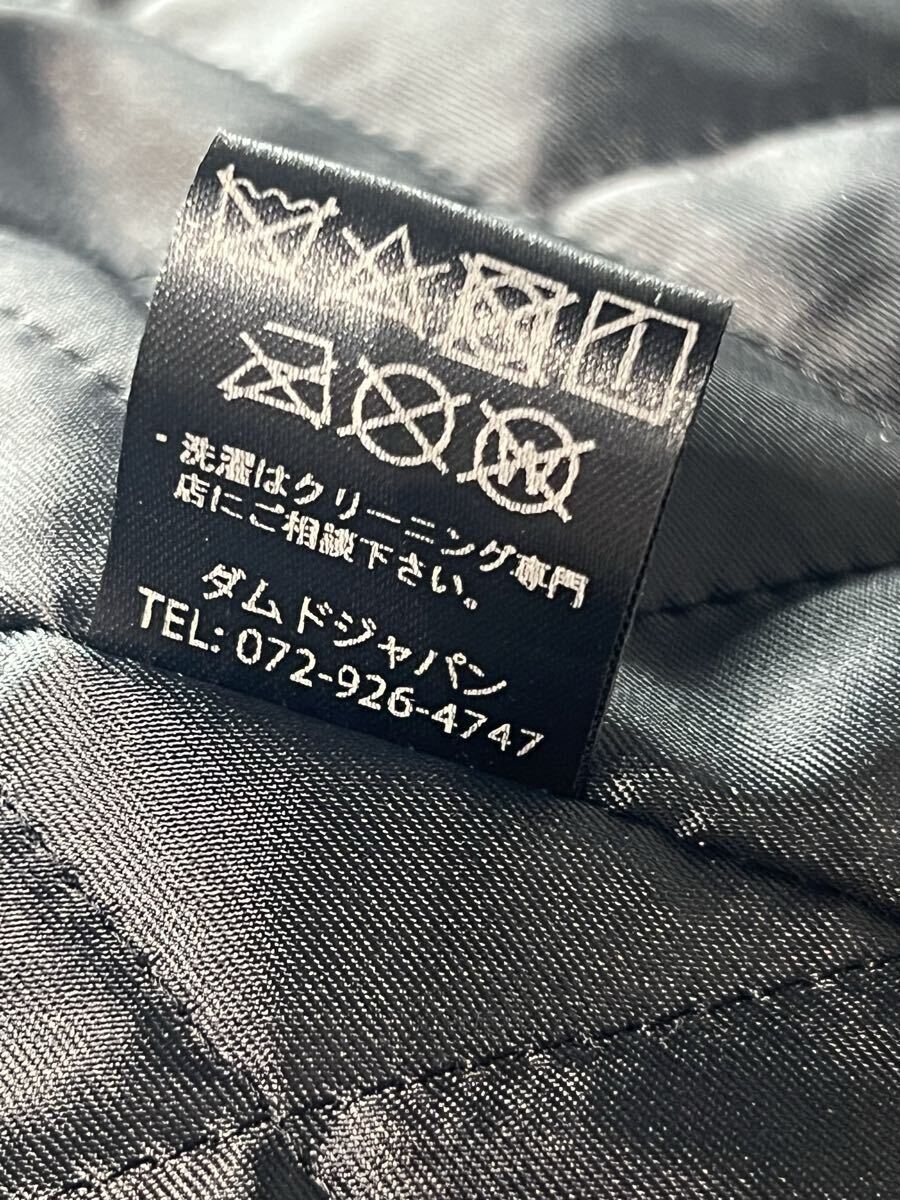 ・洗濯はクリーニング専門
店にご相談下さい。
ダムドジャパン
TEL: 072-926-4747